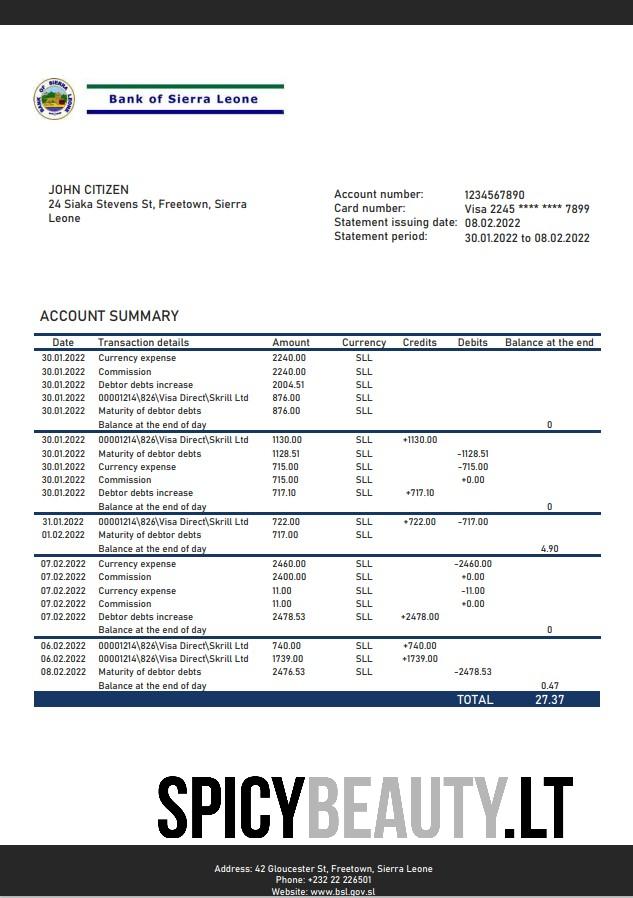 BANK OF SIERRA LEONE
Bank of Sierra Leone
JOHN CITIZEN
24 Siaka Stevens St, Freetown, Sierra
Leone
Account number: 1234567890
Card number: Visa 2245 **** **** 7899
Statement issuing date: 08.02.2022
Statement period: 30.01.2022 to 08.02.2022
ACCOUNT SUMMARY
Date Transaction details Amount Currency Credits Debits Balance at the end
30.01.2022 Currency expense 2240.00 SLL
30.01.2022 Commission 2240.00 SLL
30.01.2022 Debtor debts increase 2004.51 SLL
30.01.2022 00001214\826\Visa Direct\Skrill Ltd 876.00 SLL
30.01.2022 Maturity of debtor debts 876.00 SLL
Balance at the end of day 0
30.01.2022 00001214\826\Visa Direct\Skrill Ltd 1130.00 SLL +1130.00
30.01.2022 Maturity of debtor debts 1128.51 SLL -1128.51
30.01.2022 Currency expense 715.00 SLL -715.00
30.01.2022 Commission 715.00 SLL +0.00
30.01.2022 Debtor debts increase 717.10 SLL +717.10
Balance at the end of day 0
31.01.2022 00001214\826\Visa Direct\Skrill Ltd 722.00 SLL +722.00 -717.00
01.02.2022 Maturity of debtor debts 717.00 SLL
Balance at the end of day 4.90
07.02.2022 Currency expense 2460.00 SLL -2460.00
07.02.2022 Commission 2400.00 SLL +0.00
07.02.2022 Currency expense 11.00 SLL -11.00
07.02.2022 Commission 11.00 SLL +0.00
07.02.2022 Debtor debts increase 2478.53 SLL +2478.00
Balance at the end of day 0
06.02.2022 00001214\826\Visa Direct\Skrill Ltd 740.00 SLL +740.00
06.02.2022 00001214\826\Visa Direct\Skrill Ltd 1739.00 SLL +1739.00
08.02.2022 Maturity of debtor debts 2476.53 SLL -2478.53
Balance at the end of day 0.47
TOTAL 27.37
SPICYBEAUTY.LT
Address: 42 Gloucester St, Freetown, Sierra Leone
Phone: +232 22 226501
Website: www.bsl.gov.sl